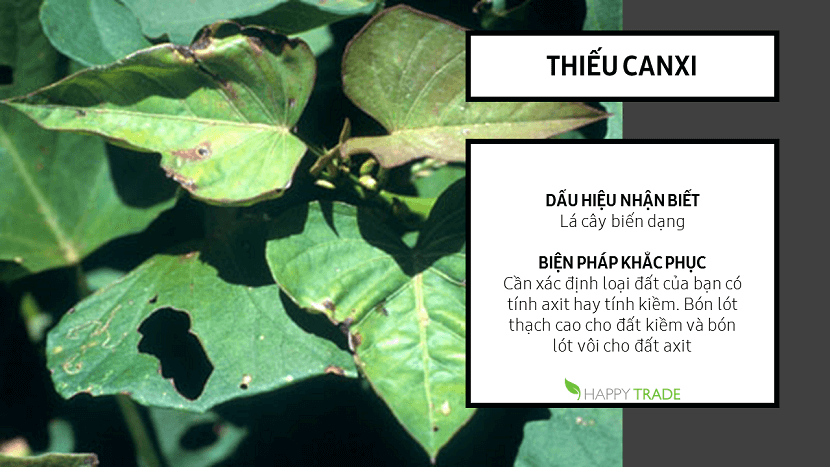 THIẾU CANXI
DẤU HIỆU NHẬN BIẾT
Lá cây biến dạng
BIỆN PHÁP KHẮC PHỤC
Cần xác định loại đất của bạn có
tính axit hay tính kiềm. Bón lót
thạch cao cho đất kiềm và bón
lót vôi cho đất axit
HAPPY TRADE